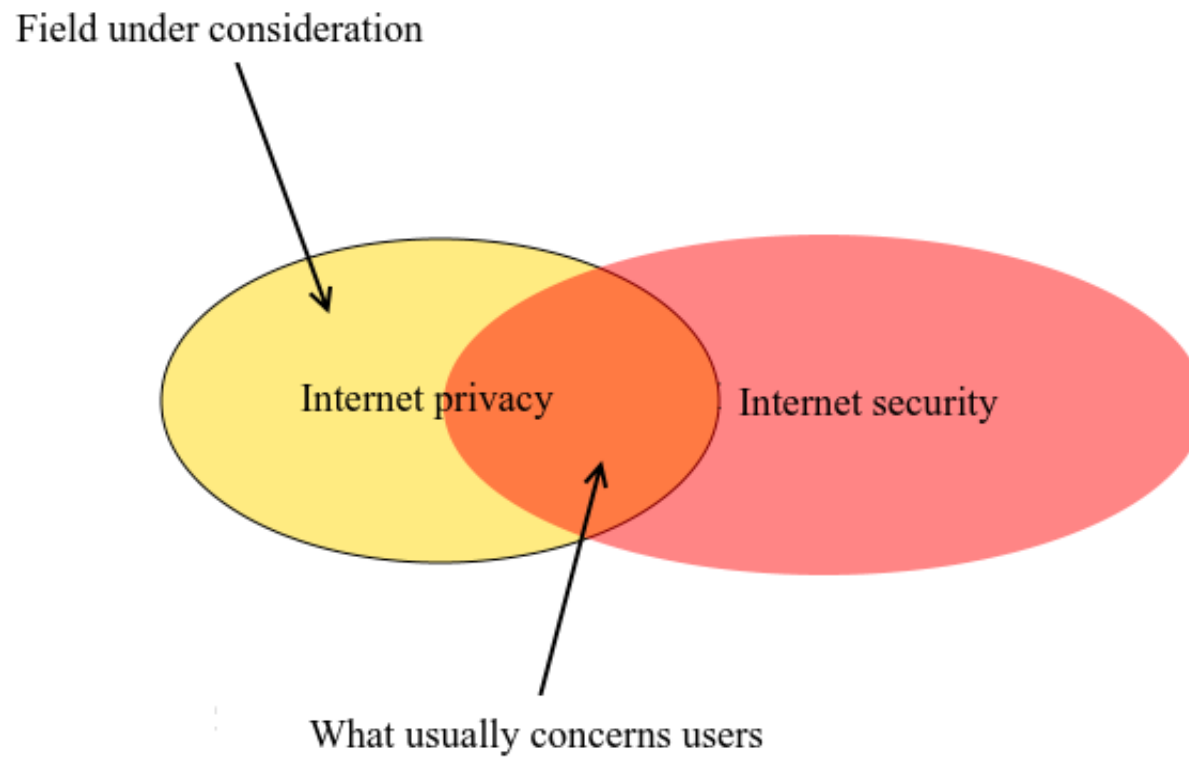 Field under consideration
Internet privacy
Internet security
What usually concerns users